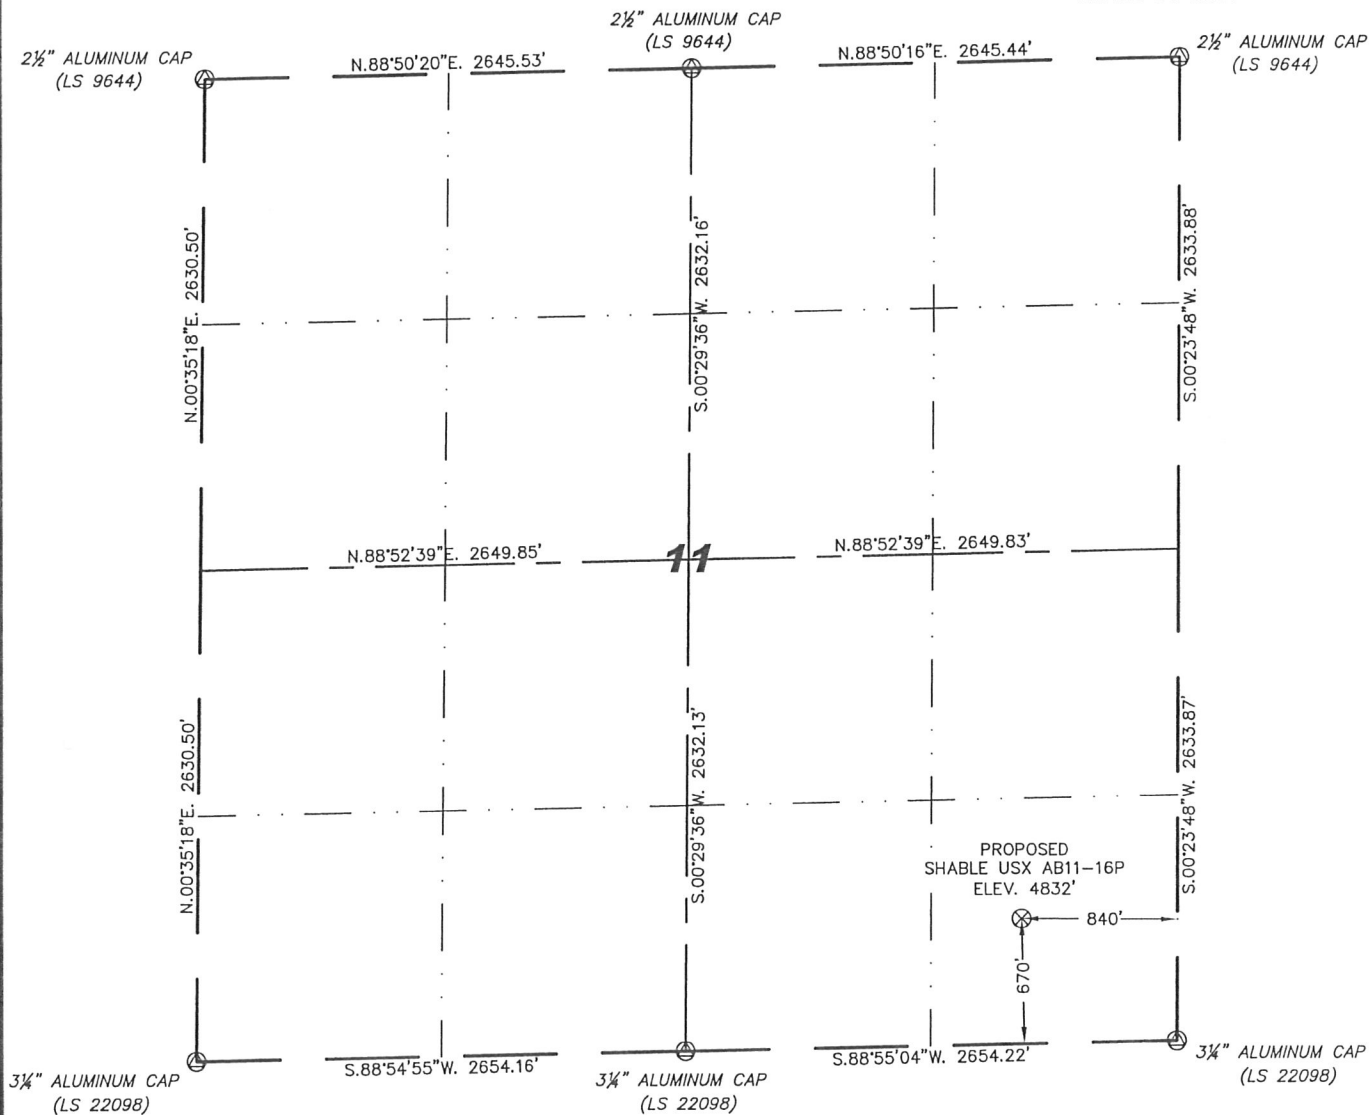 2½" ALUMINUM CAP
(LS 9644)
2½" ALUMINUM CAP
(LS 9644)
2½" ALUMINUM CAP
(LS 9644)
N.88°50'20"E. 2645.53'
N.88°50'16"E. 2645.44'
N.00°35'18"E. 2630.50'
S.00°29'36"W. 2632.16'
S.00°23'48"W. 2633.88'
N.88°52'39"E. 2649.85'
11
N.88°52'39"E. 2649.83'
N.00°35'18"E. 2630.50'
S.00°29'36"W. 2632.13'
S.00°23'48"W. 2633.87'
PROPOSED
SHABLE USX AB11-16P
ELEV. 4832'
840'
670'
S.88°54'55"W. 2654.16'
S.88°55'04"W. 2654.22'
3¼" ALUMINUM CAP
(LS 22098)
3¼" ALUMINUM CAP
(LS 22098)
3¼" ALUMINUM CAP
(LS 22098)